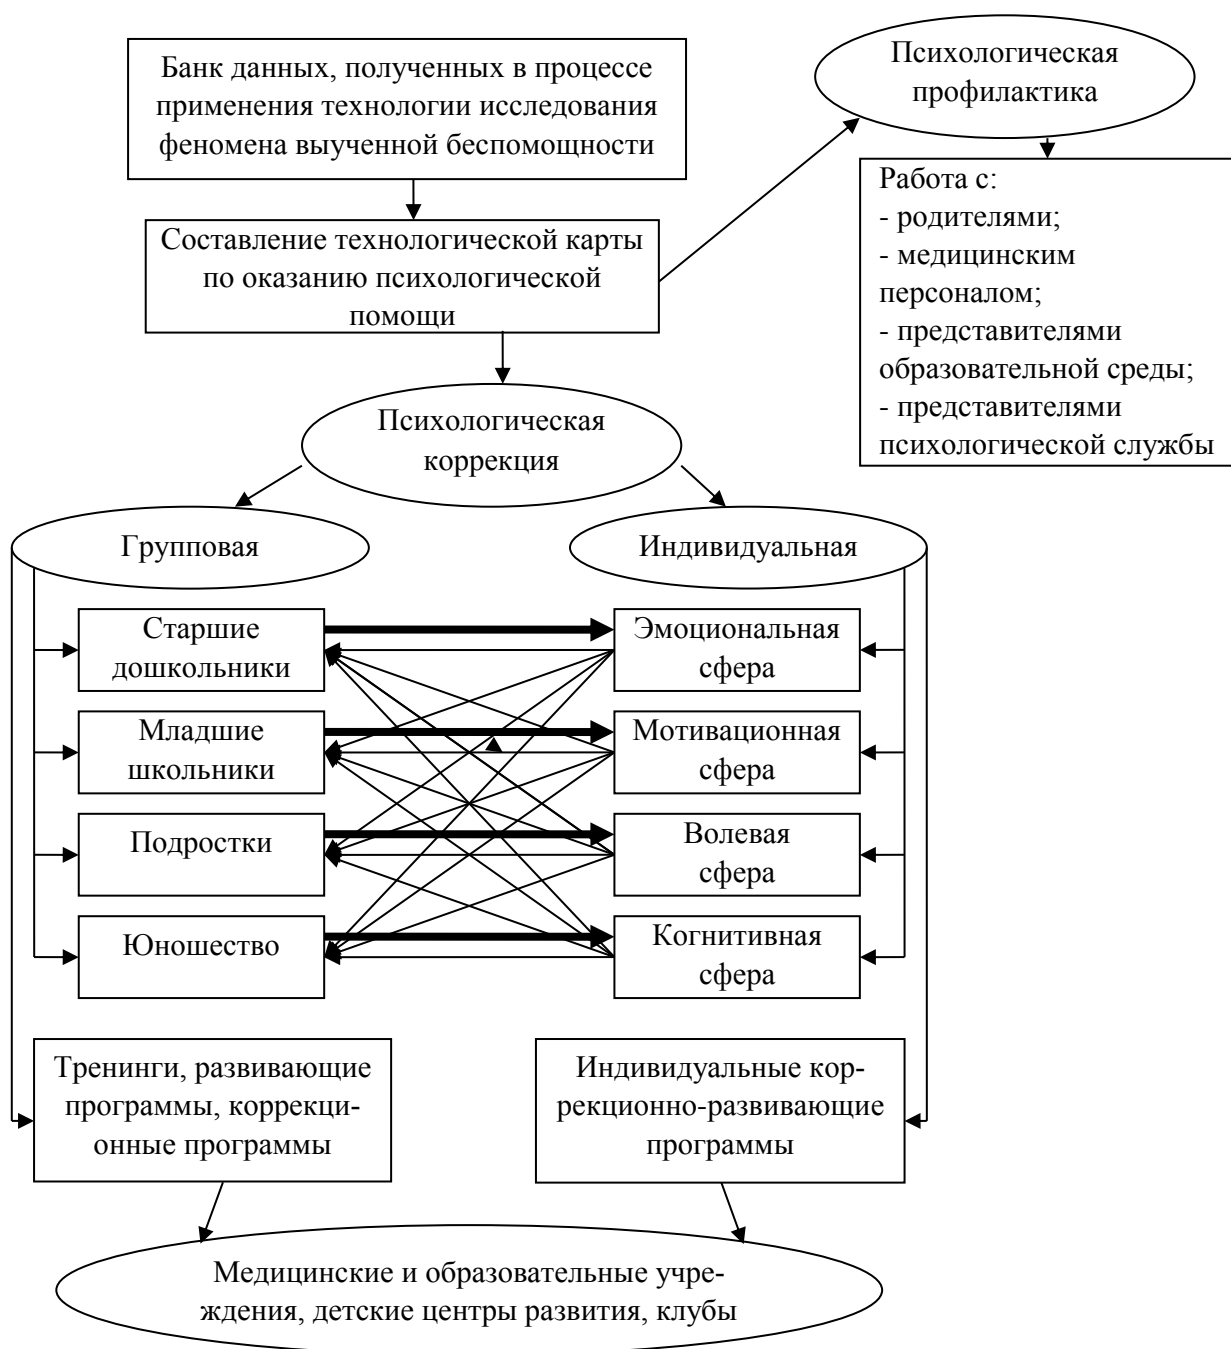 Банк данных, полученных в процессе
применения технологии исследования
феномена выученной беспомощности
Психологическая
профилактика
Составление технологической карты
по оказанию психологической
помощи
Работа с:
- родителями;
- медицинским
персоналом;
- представителями
образовательной среды;
- представителями
психологической службы
Психологическая
коррекция
Групповая
Индивидуальная
Старшие
дошкольники
Эмоциональная
сфера
Младшие
школьники
Мотивационная
сфера
Подростки
Волевая
сфера
Юношество
Когнитивная
сфера
Тренинги, развивающие
программы, коррекци-
онные программы
Индивидуальные кор-
рекционно-развивающие
программы
Медицинские и образовательные учре-
ждения, детские центры развития, клубы